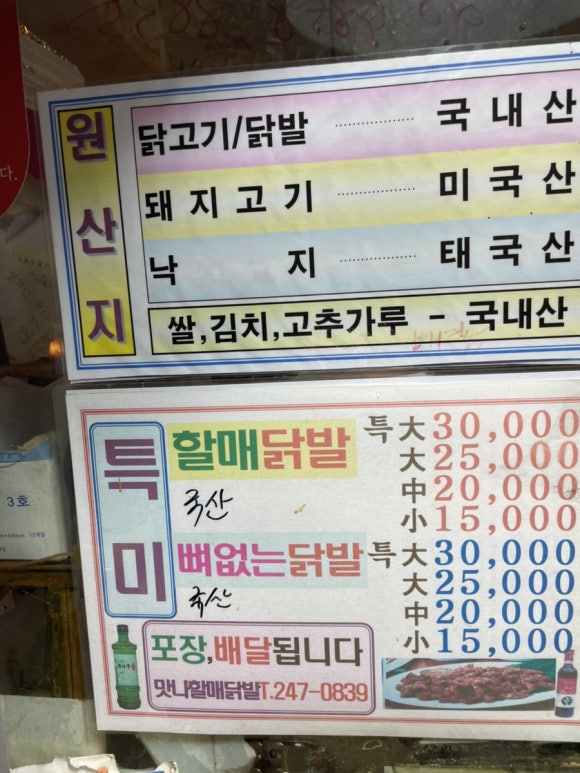 다.
원산지
닭고기/닭발 ········ 국내산
돼지고기 ········ 미국산
낙지 ········ 태국산
쌀,김치,고추가루 - 국내산
3호
특미
할매닭발 특大 30,000
大 25,000
국산 中 20,000
小 15,000
뼈없는닭발 특大 30,000
국산 大 25,000
中 20,000
小 15,000
포장,배달됩니다
맛나할매닭발T.247-0839